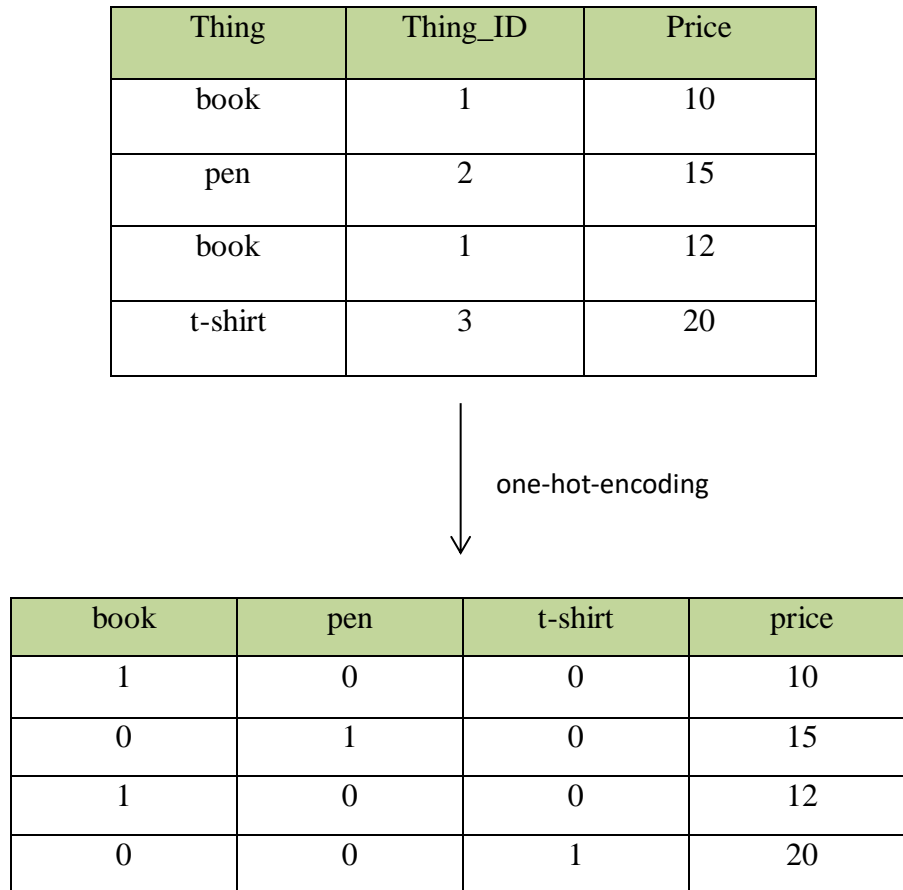 Thing Thing_ID Price
book 1 10
pen 2 15
book 1 12
t-shirt 3 20
one-hot-encoding
book pen t-shirt price
1 0 0 10
0 1 0 15
1 0 0 12
0 0 1 20